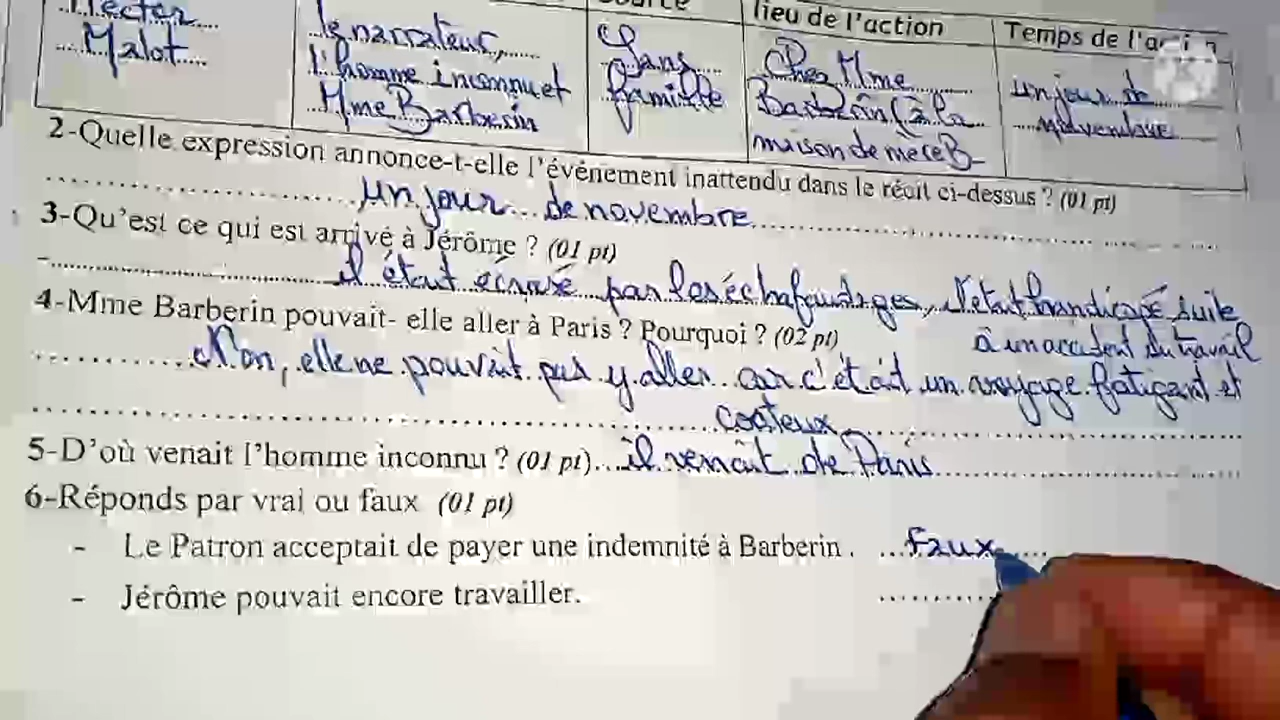 Hector le narrateur, Source lieu de l'action Temps de l'action
Malot l'homme inconnu et Sans Chez Mme un jour de
Mme Barberin famille Barberin (à la novembre
maison de mère B-
2-Quelle expression annonce-t-elle l'événement inattendu dans le récit ci-dessus ? (01 pt)
un jour de novembre
3-Qu'est ce qui est arrivé à Jérôme ? (01 pt)
- il était écrasé par les échafaudages, il était handicapé suite
à un accident du travail
4-Mme Barberin pouvait- elle aller à Paris ? Pourquoi ? (02 pt)
Non, elle ne pouvait pas y aller car c'était un voyage fatigant et
coûteux
5-D'où venait l'homme inconnu ? (01 pt) il venait de Paris
6-Réponds par vrai ou faux (01 pt)
- Le Patron acceptait de payer une indemnité à Barberin . Faux
- Jérôme pouvait encore travailler.